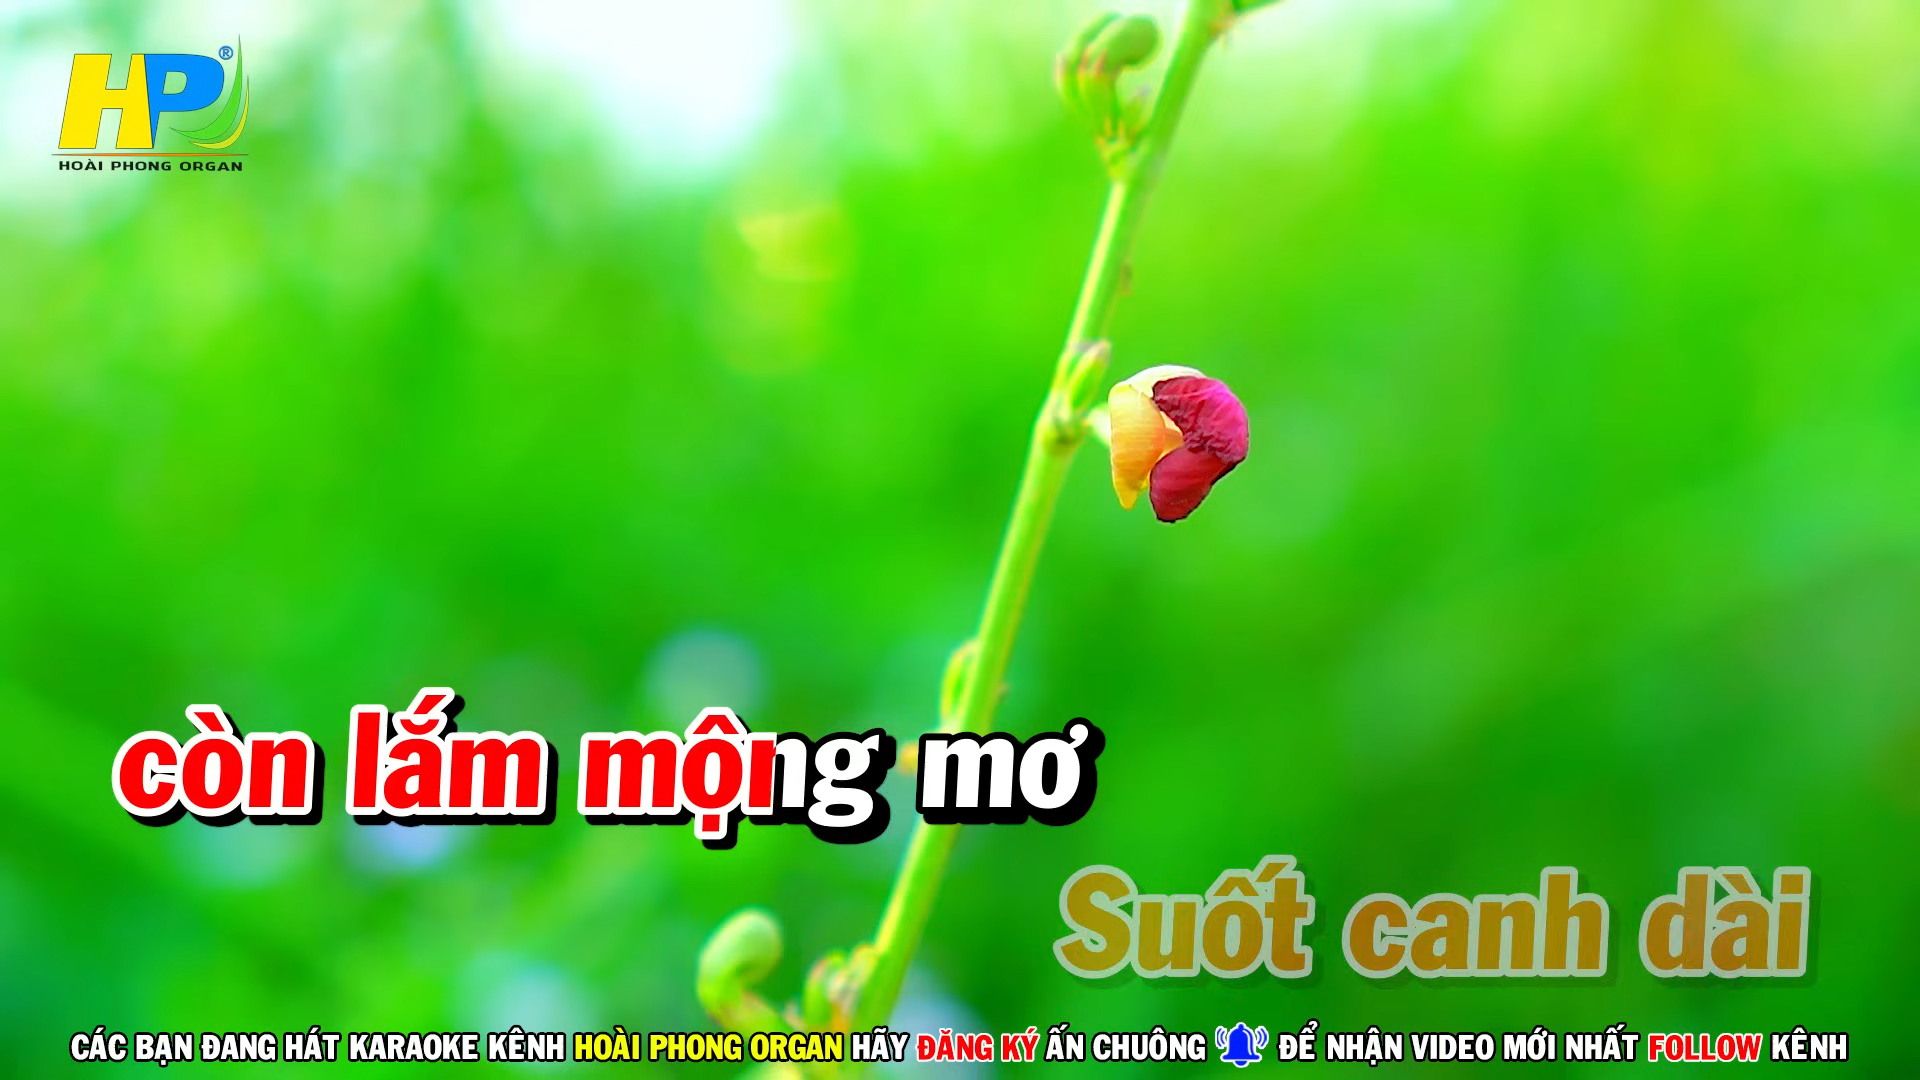 HP®
HOÀI PHONG ORGAN
còn lắm mộng mơ
Suốt canh dài
CÁC BẠN ĐANG HÁT KARAOKE KÊNH HOÀI PHONG ORGAN HÃY ĐĂNG KÝ ẤN CHUÔNG ĐỂ NHẬN VIDEO MỚI NHẤT FOLLOW KÊNH